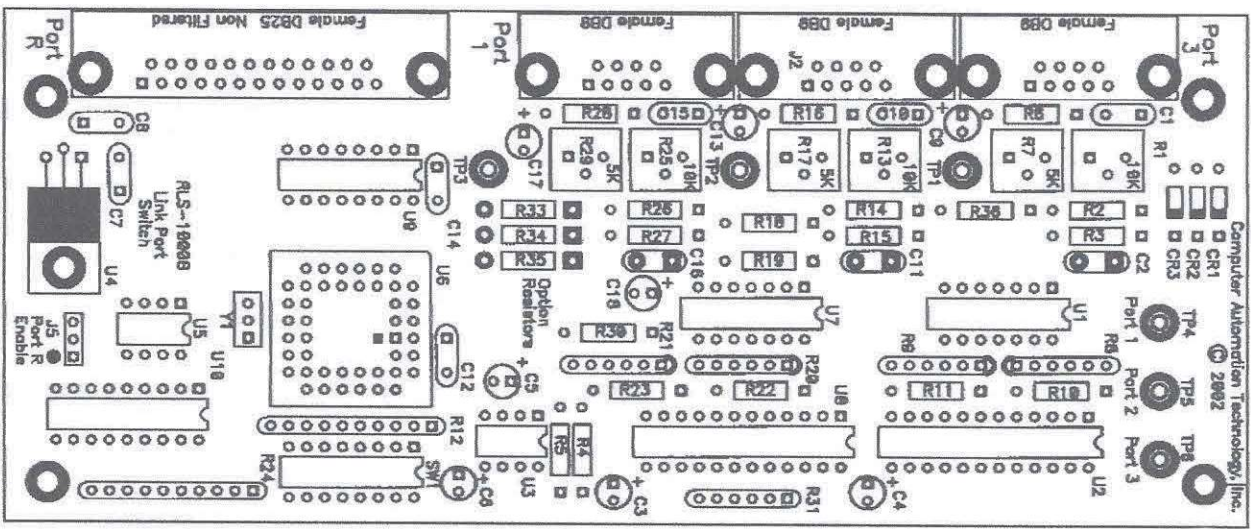 Port R
Female DB25 Non Filtered
Port 1
Female DB9
Female DB9
J2
Female DB9
Port 3
C8
R28
C15
C13
R16
C10
C9
R6
C1
R29
5K
R25
10K
C17
TP3
TP2
R17
5K
R13
10K
TP1
R7
5K
10K
R1
C7
RLS-1000B
Link Port
Switch
U9
C14
R33
R34
R35
Option
Resistors
R26
R27
C16
R18
R19
R14
R15
C11
R36
R2
R3
C2
CR3
CR2
CR1
U4
U5
Y1
U6
J5
Port R
Enable
C12
C18
R30
R21
U7
U1
TP4
Port 1
Computer Automation Technology, Inc.
© 2002
U10
C5
R23
R22
R20
R9
R11
R10
R8
TP5
Port 2
R12
R24
SW1
C6
U3
R5
R4
C3
U8
R31
C4
U2
TP6
Port 3